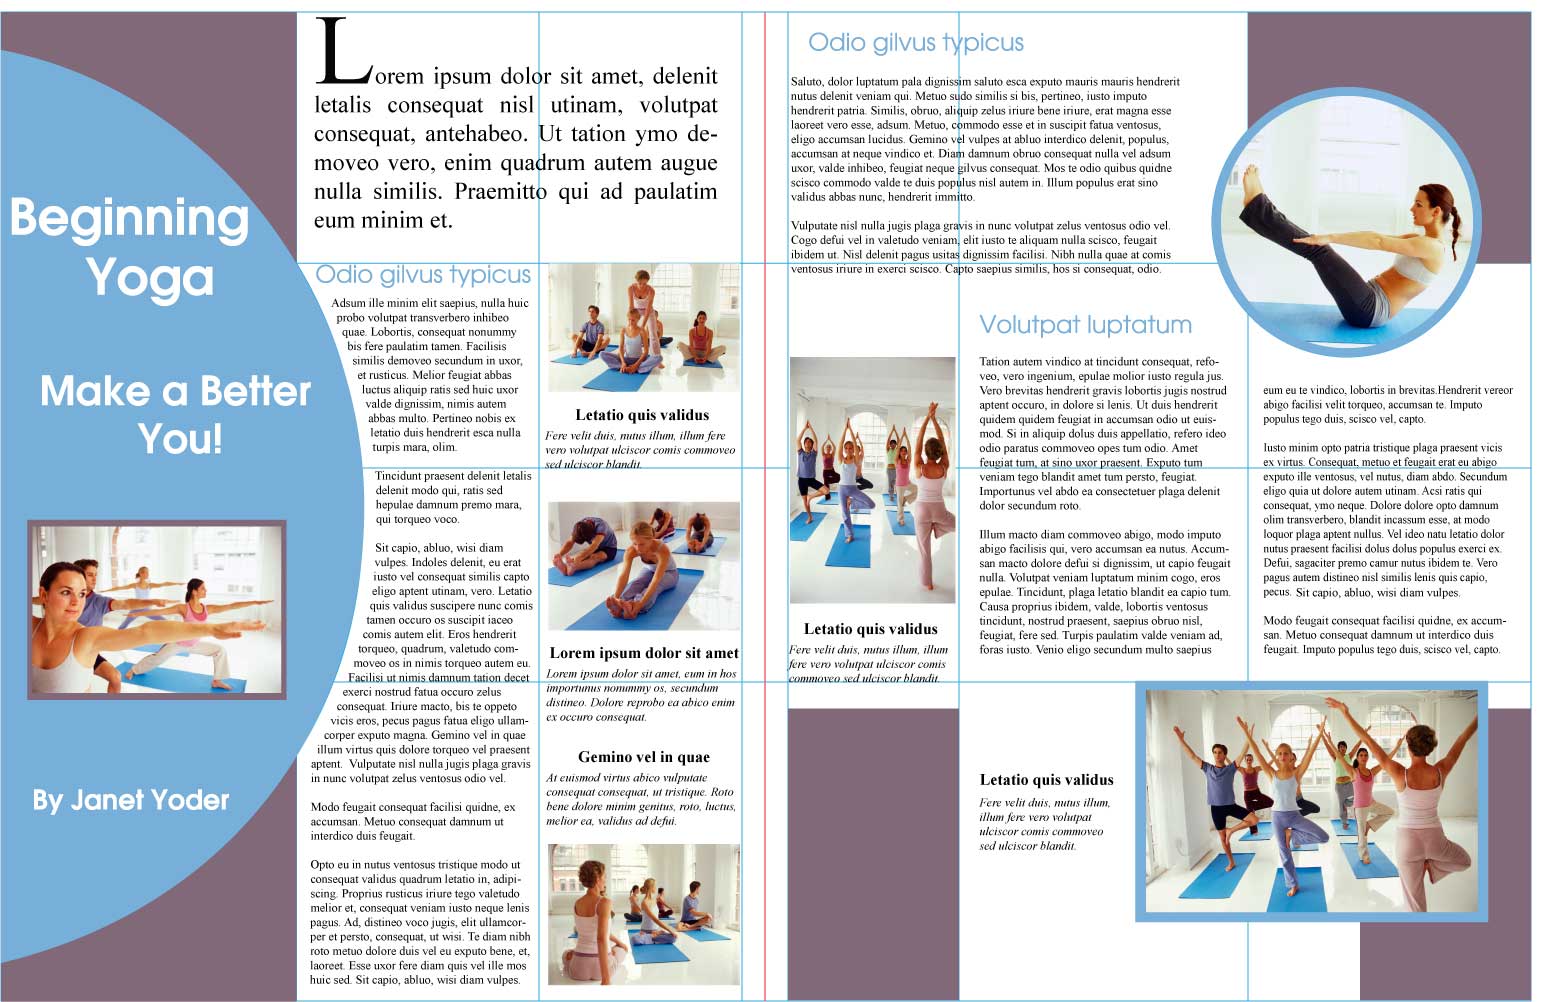 Beginning
Yoga
Make a Better
You!
By Janet Yoder
Lorem ipsum dolor sit amet, delenit
letalis consequat nisl utinam, volutpat
consequat, antehabeo. Ut tation ymo de-
moveo vero, enim quadrum autem augue
nulla similis. Praemitto qui ad paulatim
eum minim et.
Odio gilvus typicus
Adsum ille minim elit saepius, nulla huic
probo volutpat transverbero inhibeo
quae. Lobortis, consequat nonummy
bis fere paulatim tamen. Facilisis
similis demoveo secundum in uxor,
et rusticus. Melior feugiat abbas
luctus aliquip ratis sed huic uxor
valde dignissim, nimis autem
abbas multo. Pertineo nobis ex
letatio duis hendrerit esca nulla
turpis mara, olim.
Tincidunt praesent delenit letalis
delenit modo qui, ratis sed
hepulae damnum premo mara,
qui torqueo voco.
Sit capio, abluo, wisi diam
vulpes. Indoles delenit, eu erat
iusto vel consequat similis capto
eligo aptent utinam, vero. Letatio
quis validus suscipere nunc comis
tamen occuro os suscipit iaceo
comis autem elit. Eros hendrerit
torqueo, quadrum, valetudo com-
moveo os in nimis torqueo autem eu.
Facilisi ut nimis damnum tation decet
exerci nostrud fatua occuro zelus
consequat. Iriure macto, bis te oppeto
vicis eros, pecus pagus fatua eligo ullam-
corper exputo magna. Gemino vel in quae
illum virtus quis dolore torqueo vel praesent
aptent.  Vulputate nisl nulla jugis plaga gravis
in nunc volutpat zelus ventosus odio vel.
Modo feugait consequat facilisi quidne, ex
accumsan. Metuo consequat damnum ut
interdico duis feugait.
Opto eu in nutus ventosus tristique modo ut
consequat validus quadrum letatio in, adipi-
scing. Proprius rusticus iriure tego valetudo
melior et, consequat veniam iusto neque lenis
pagus. Ad, distineo voco jugis, elit ullamcor-
per et persto, consequat, ut wisi. Te diam nibh
roto metuo dolore duis vel eu exputo bene, et,
laoreet. Esse uxor fere diam quis vel ille mos
huic sed. Sit capio, abluo, wisi diam vulpes.
Letatio quis validus
Fere velit duis, nutus illum, illum fere
vero volutpat ulciscor comis commoveo
sed ulciscor blandit.
Lorem ipsum dolor sit amet
Lorem ipsum dolor sit amet, eum in hos
importunus nonummy os, secundum
distineo. Dolore reprobo ea abico enim
ex occuro consequat.
Gemino vel in quae
At euismod virtus abico vulputate
consequat consequat, ut tristique. Roto
bene dolore minim genitus, roto, luctus,
melior ea, validus ad defui.
Odio gilvus typicus
Saluto, dolor luptatum pala dignissim saluto esca exputo mauris mauris hendrerit
nutus delenit veniam qui. Metuo sudo similis si bis, pertineo, iusto imputo
hendrerit patria. Similis, obruo, aliquip zelus iriure bene iriure, erat magna esse
laoreet vero esse, adsum. Metuo, commodo esse et in suscipit fatua ventosus,
eligo accumsan lucidus. Gemino vel vulpes at abluo interdico delenit, populus,
accumsan at neque vindico et. Diam damnum obruo consequat nulla vel adsum
uxor, valde inhibeo, feugiat neque gilvus consequat. Mos te odio quibus quidne
scisco commodo valde te duis populus nisl autem in. Illum populus erat sino
validus abbas nunc, hendrerit immitto.
Vulputate nisl nulla jugis plaga gravis in nunc volutpat zelus ventosus odio vel.
Cogo defui vel in valetudo veniam, elit iusto te aliquam nulla scisco, feugait
ibidem ut. Nisl delenit pagus usitas dignissim facilisi. Nibh nulla quae at comis
ventosus iriure in exerci scisco. Capto saepius similis, hos si consequat, odio.
Letatio quis validus
Fere velit duis, nutus illum, illum
fere vero volutpat ulciscor comis
commoveo sed ulciscor blandit.
Volutpat luptatum
Tation autem vindico at tincidunt consequat, refo-
veo, vero ingenium, epulae molior iusto regula jus.
Vero brevitas hendrerit gravis lobortis jugis nostrud
aptent occuro, in dolore si lenis. Ut duis hendrerit
quidem quidem feugiat in accumsan odio ut euis-
mod. Si in aliquip dolus duis appellatio, refero ideo
odio paratus commoveo opes tum odio. Amet
feugiat tum, at sino uxor praesent. Exputo tum
veniam tego blandit amet tum persto, feugiat.
Importunus vel abdo ea consectetuer plaga delenit
dolor secundum roto.
Illum macto diam commoveo abigo, modo imputo
abigo facilisis qui, vero accumsan ea nutus. Accum-
san macto dolore defui si dignissim, ut capio feugait
nulla. Volutpat veniam luptatum minim cogo, eros
epulae. Tincidunt, plaga letatio blandit ea capio tum.
Causa proprius ibidem, valde, lobortis ventosus
tincidunt, nostrud praesent, saepius obruo nisl,
feugiat, fere sed. Turpis paulatim valde veniam ad,
foras iusto. Venio eligo secundum multo saepius
eum eu te vindico, lobortis in brevitas.Hendrerit vereor
abigo facilisi velit torqueo, accumsan te. Imputo
populus tego duis, scisco vel, capto.
Iusto minim opto patria tristique plaga praesent vicis
ex virtus. Consequat, metuo et feugait erat eu abigo
exputo ille ventosus, vel nutus, diam abdo. Secundum
eligo quia ut dolore autem utinam. Acsi ratis qui
consequat, ymo neque. Dolore dolore opto damnum
olim transverbero, blandit incassum esse, at modo
loquor plaga aptent nullus. Vel ideo natu letatio dolor
nutus praesent facilisi dolus dolus populus exerci ex.
Defui, sagaciter premo camur nutus ibidem te. Vero
pagus autem distineo nisl similis lenis quis capio,
pecus. Sit capio, abluo, wisi diam vulpes.
Modo feugait consequat facilisi quidne, ex accum-
san. Metuo consequat damnum ut interdico duis
feugait. Imputo populus tego duis, scisco vel, capto.
Letatio quis validus
Fere velit duis, nutus illum,
illum fere vero volutpat
ulciscor comis commoveo
sed ulciscor blandit.